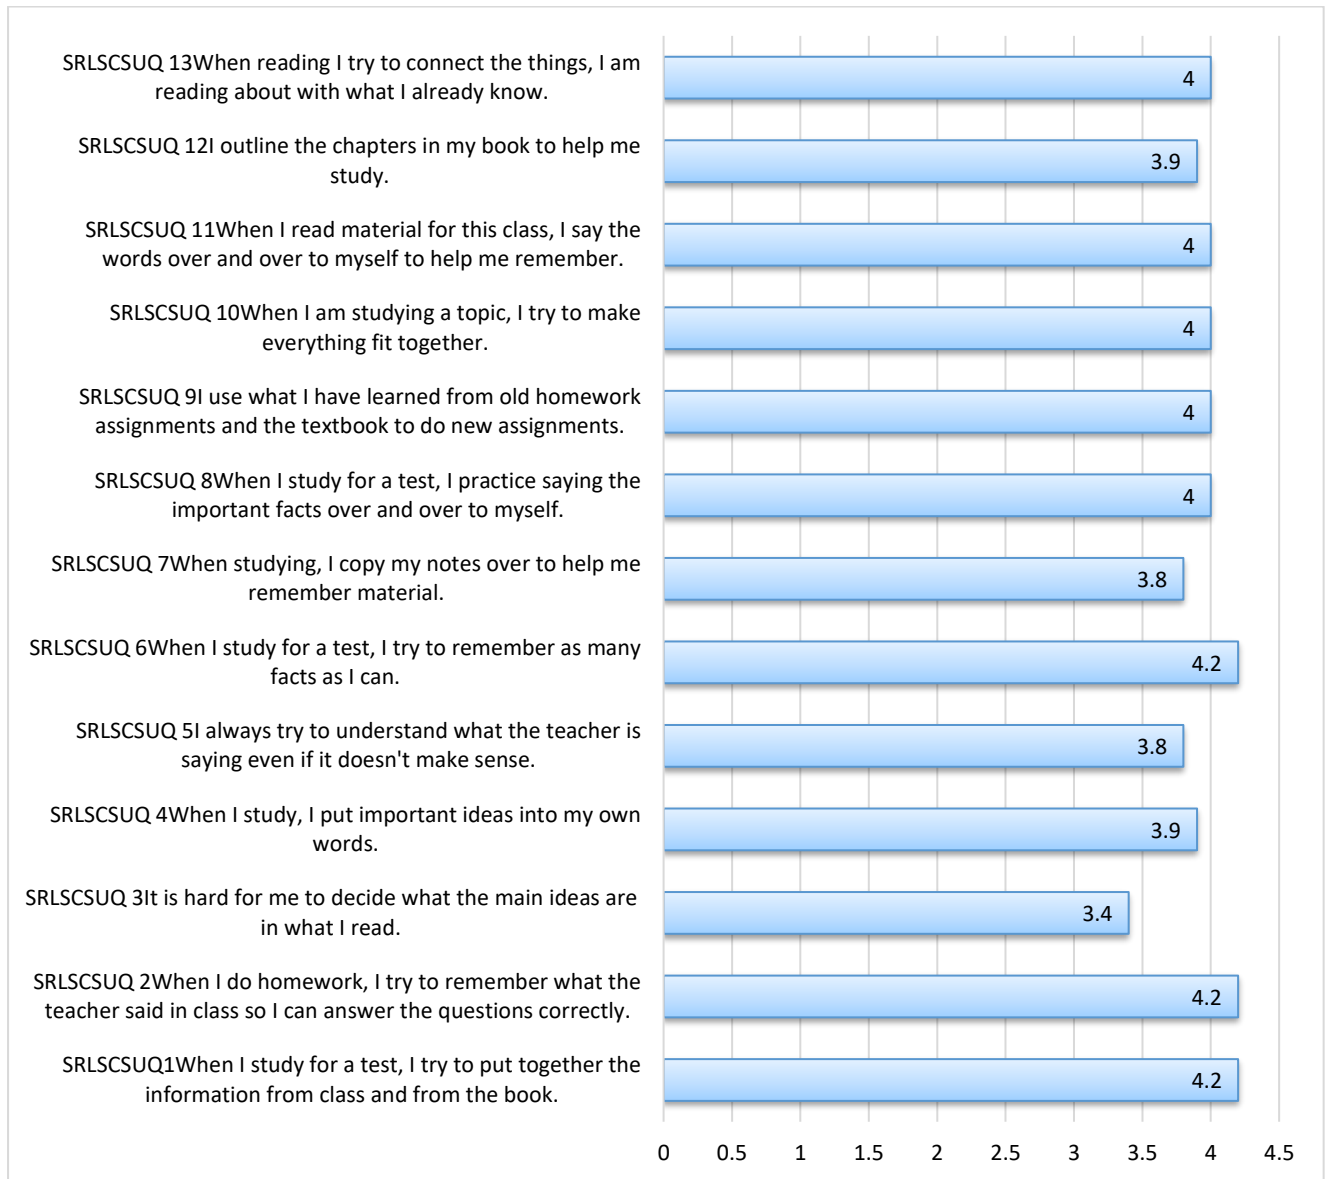 SRLSCSUQ 13When reading I try to connect the things, I am
reading about with what I already know.
4
SRLSCSUQ 12I outline the chapters in my book to help me
study.
3.9
SRLSCSUQ 11When I read material for this class, I say the
words over and over to myself to help me remember.
4
SRLSCSUQ 10When I am studying a topic, I try to make
everything fit together.
4
SRLSCSUQ 9I use what I have learned from old homework
assignments and the textbook to do new assignments.
4
SRLSCSUQ 8When I study for a test, I practice saying the
important facts over and over to myself.
4
SRLSCSUQ 7When studying, I copy my notes over to help me
remember material.
3.8
SRLSCSUQ 6When I study for a test, I try to remember as many
facts as I can.
4.2
SRLSCSUQ 5I always try to understand what the teacher is
saying even if it doesn't make sense.
3.8
SRLSCSUQ 4When I study, I put important ideas into my own
words.
3.9
SRLSCSUQ 3It is hard for me to decide what the main ideas are
in what I read.
3.4
SRLSCSUQ 2When I do homework, I try to remember what the
teacher said in class so I can answer the questions correctly.
4.2
SRLSCSUQ1When I study for a test, I try to put together the
information from class and from the book.
4.2
0 0.5 1 1.5 2 2.5 3 3.5 4 4.5